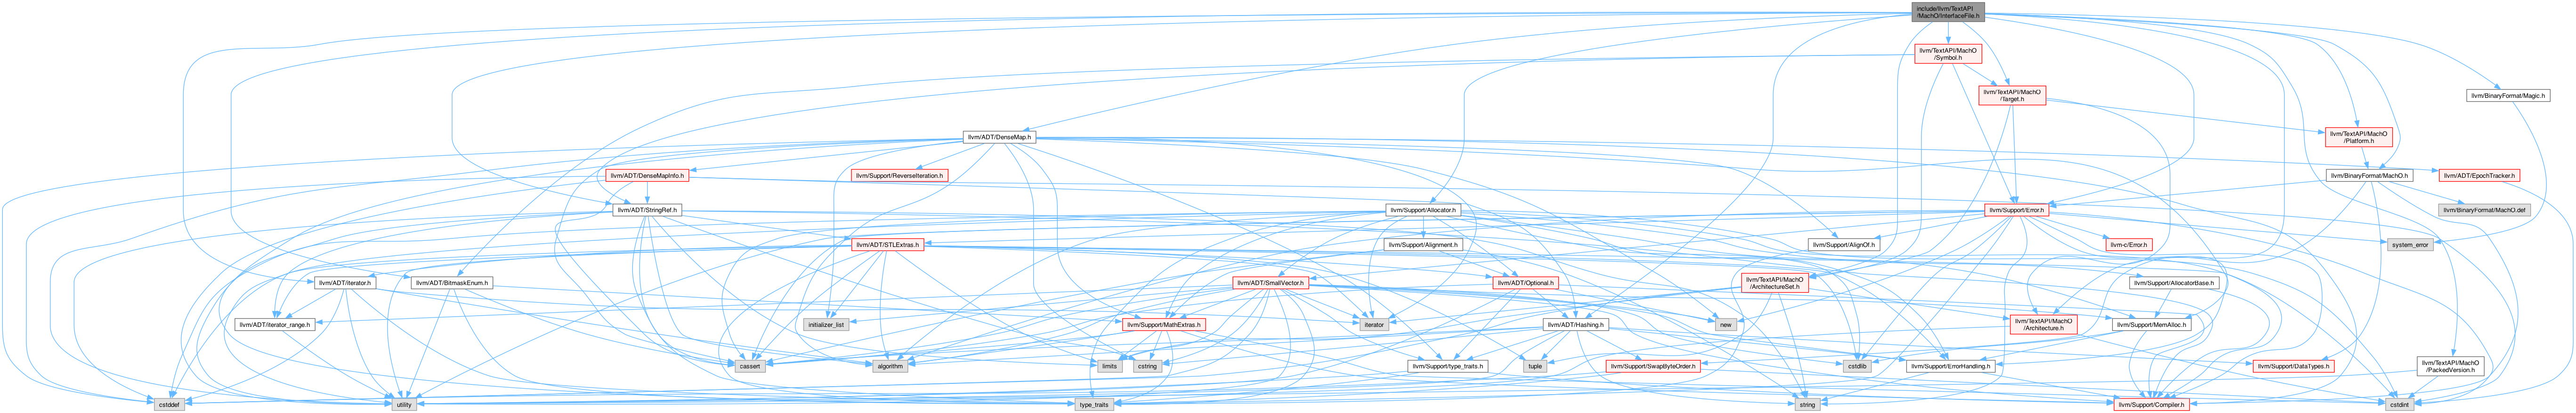 include/llvm/TextAPI
/MachO/InterfaceFile.h
llvm/TextAPI/MachO
/Symbol.h
llvm/TextAPI/MachO
/Target.h
llvm/BinaryFormat/Magic.h
llvm/ADT/DenseMap.h
llvm/TextAPI/MachO
/Platform.h
llvm/ADT/DenseMapInfo.h
llvm/Support/ReverseIteration.h
llvm/BinaryFormat/MachO.h
llvm/ADT/EpochTracker.h
llvm/ADT/StringRef.h
llvm/Support/Allocator.h
llvm/Support/Error.h
llvm/BinaryFormat/MachO.def
llvm/ADT/STLExtras.h
llvm/Support/Alignment.h
llvm/Support/AlignOf.h
llvm-c/Error.h
system_error
llvm/ADT/iterator.h
llvm/ADT/BitmaskEnum.h
llvm/ADT/SmallVector.h
llvm/ADT/Optional.h
llvm/TextAPI/MachO
/ArchitectureSet.h
llvm/Support/AllocatorBase.h
llvm/ADT/iterator_range.h
initializer_list
llvm/Support/MathExtras.h
iterator
llvm/ADT/Hashing.h
new
llvm/TextAPI/MachO
/Architecture.h
llvm/Support/MemAlloc.h
cassert
algorithm
limits
cstring
llvm/Support/type_traits.h
tuple
llvm/Support/SwapByteOrder.h
cstdlib
llvm/Support/ErrorHandling.h
llvm/Support/DataTypes.h
llvm/TextAPI/MachO
/PackedVersion.h
cstddef
utility
type_traits
string
llvm/Support/Compiler.h
cstdint